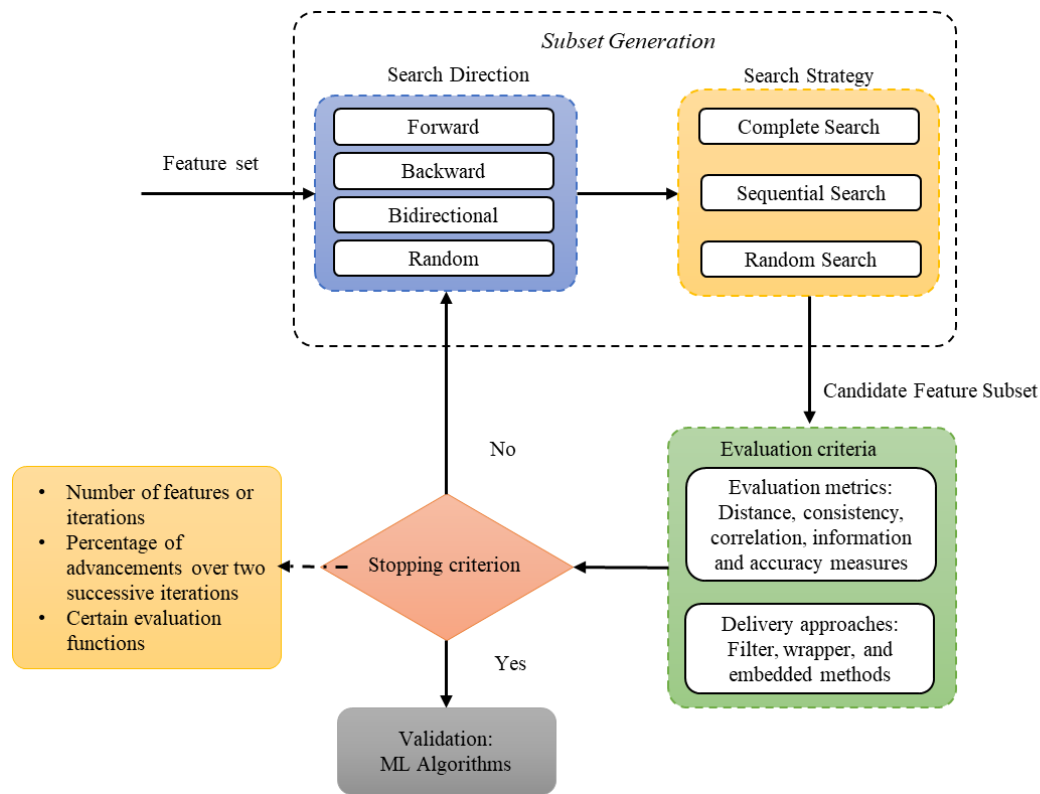 Subset Generation
Search Direction
Search Strategy
Forward
Backward
Bidirectional
Random
Complete Search
Sequential Search
Random Search
Feature set
Candidate Feature Subset
Evaluation criteria
Evaluation metrics:
Distance, consistency,
correlation, information
and accuracy measures
Delivery approaches:
Filter, wrapper, and
embedded methods
No
Stopping criterion
• Number of features or
iterations
• Percentage of
advancements over two
successive iterations
• Certain evaluation
functions
Yes
Validation:
ML Algorithms